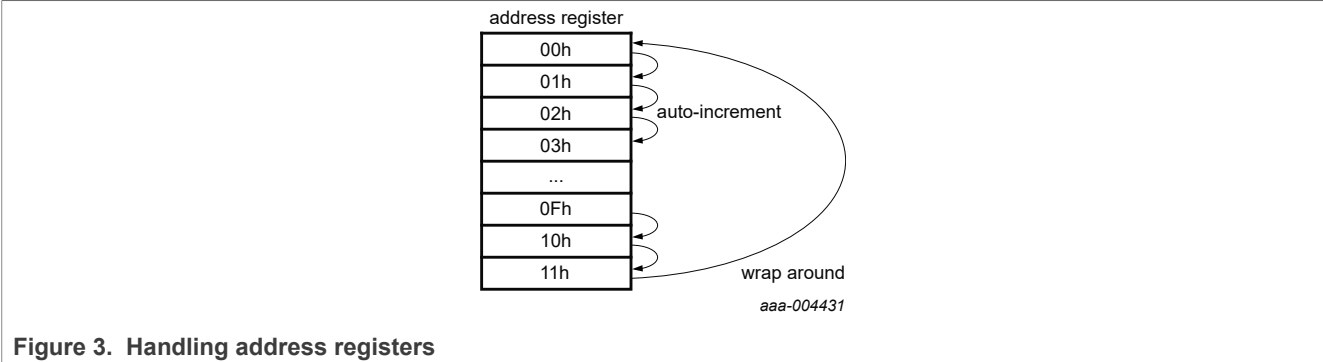 address register
00h
01h
02h
auto-increment
03h
...
0Fh
10h
11h
wrap around
aaa-004431
Figure 3. Handling address registers